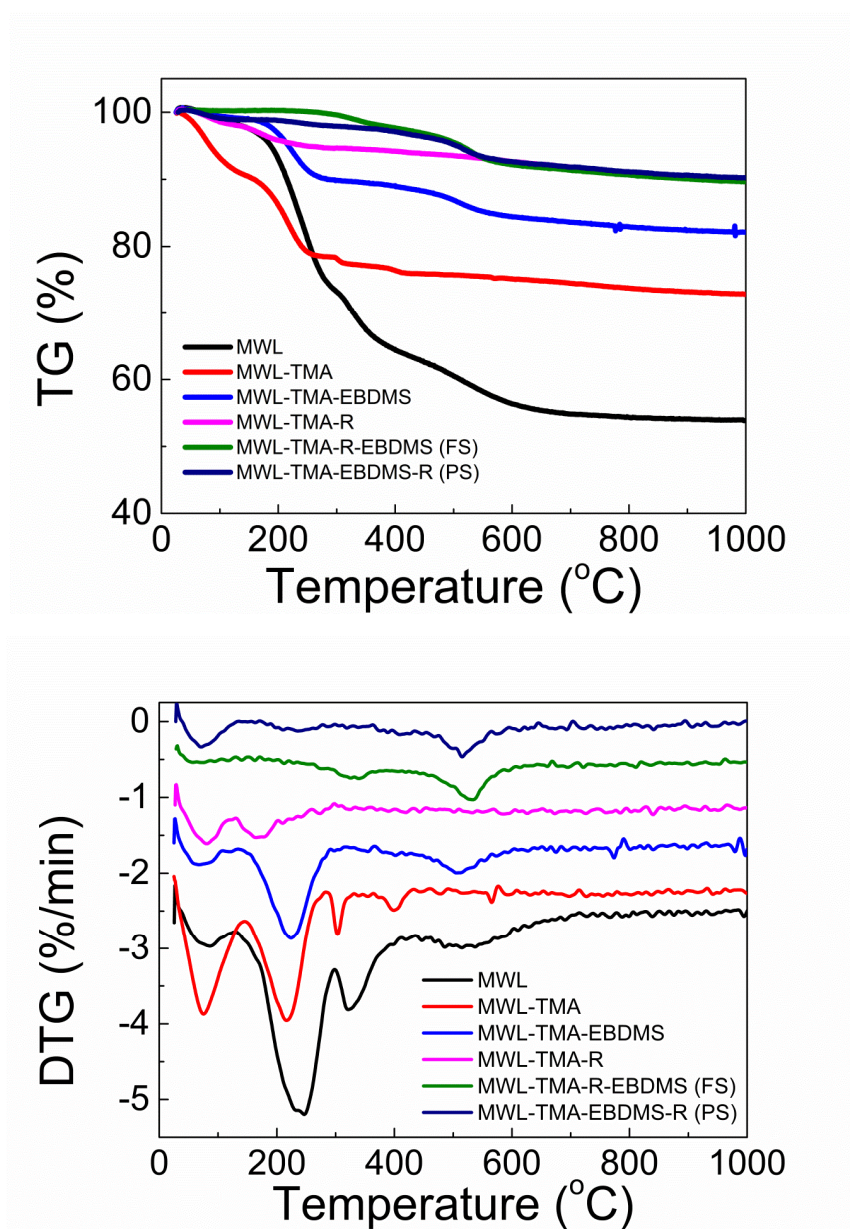 100
80
60
40
TG (%)
MWL
MWL-TMA
MWL-TMA-EBDMS
MWL-TMA-R
MWL-TMA-R-EBDMS (FS)
MWL-TMA-EBDMS-R (PS)
0 200 400 600 800 1000
Temperature (°C)
0
-1
-2
-3
-4
-5
DTG (%/min)
MWL
MWL-TMA
MWL-TMA-EBDMS
MWL-TMA-R
MWL-TMA-R-EBDMS (FS)
MWL-TMA-EBDMS-R (PS)
0 200 400 600 800 1000
Temperature (°C)